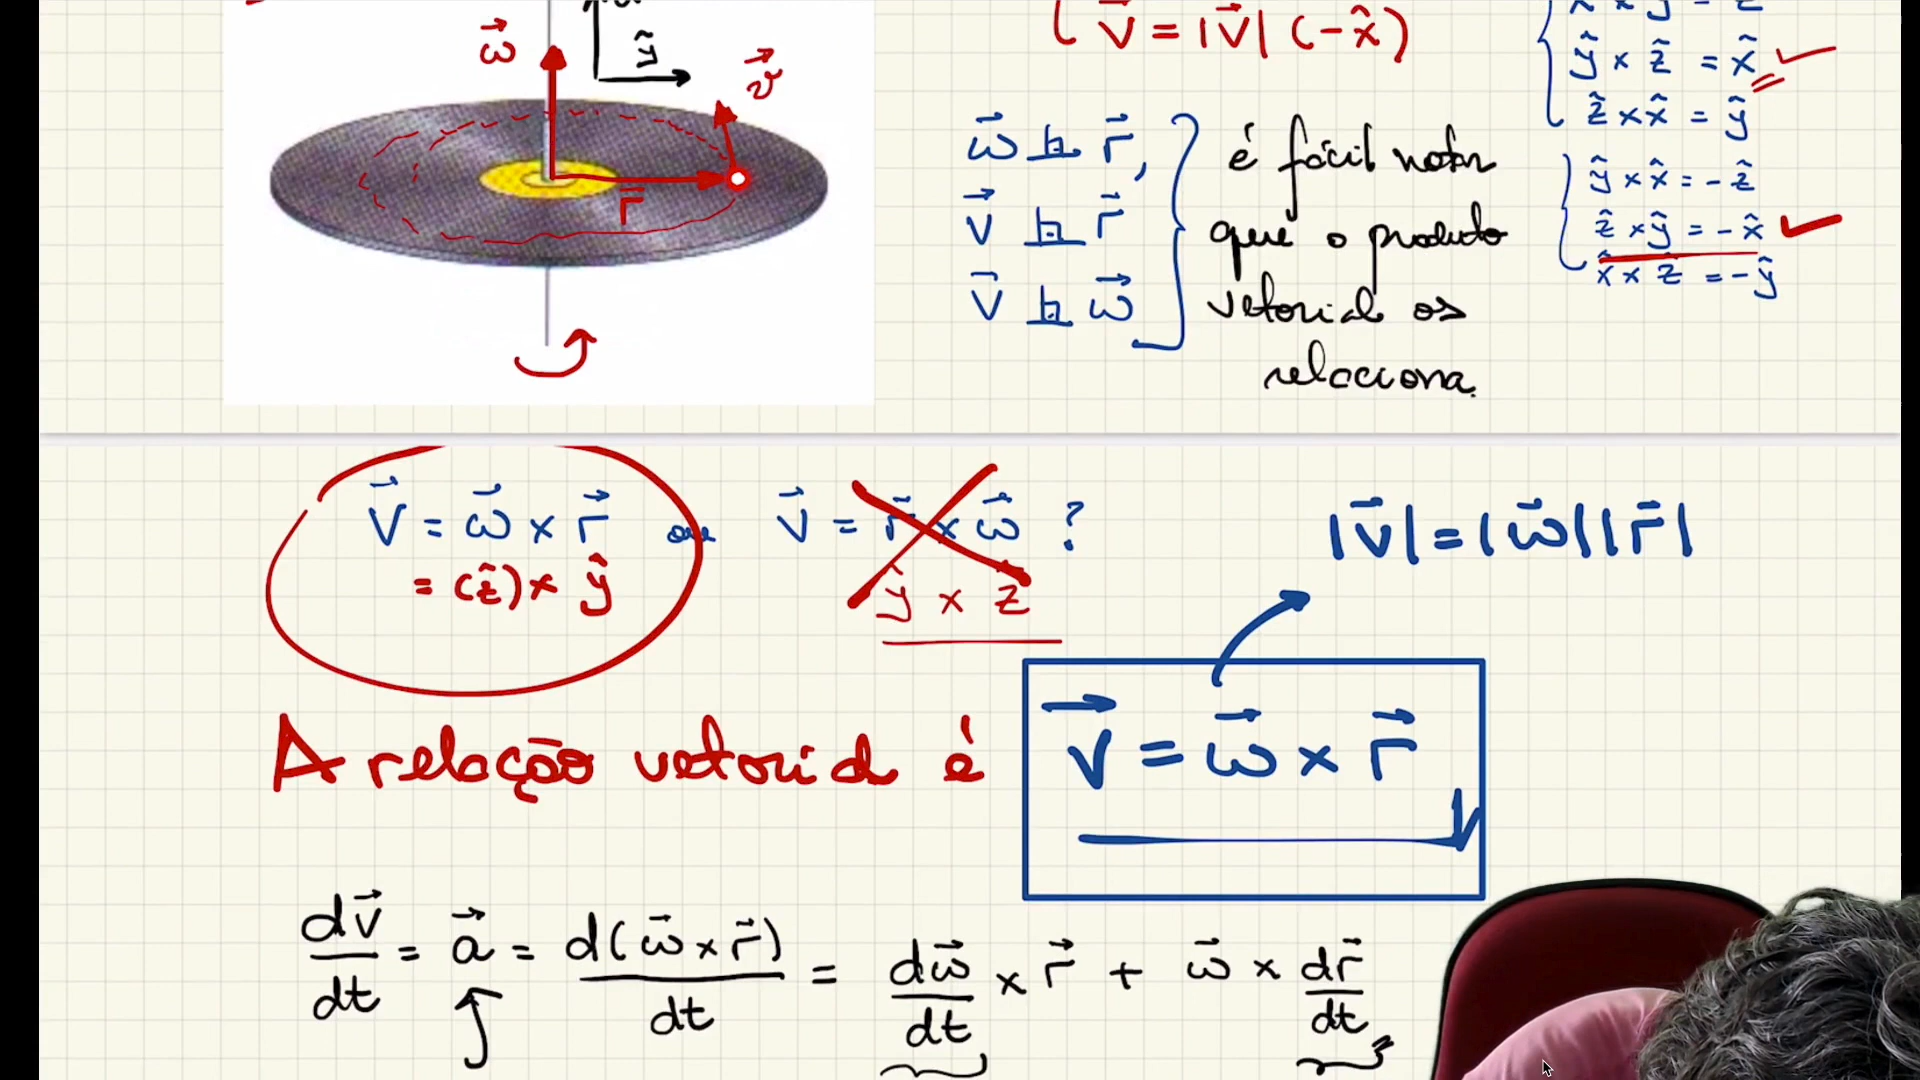 ω⃗
ŷ
v⃗
r⃗
v⃗ = |v⃗| (-x̂)
ŷ × ẑ = x̂
ẑ × x̂ = ŷ
ŷ × x̂ = - ẑ
ẑ × ŷ = - x̂
x̂ × ẑ = - ŷ
ω⃗ ⊥ r⃗,
v⃗ ⊥ r⃗
v⃗ ⊥ ω⃗
é fácil notar
que o produto
vetorial os
relaciona.
v⃗ = ω⃗ × r⃗ ou v⃗ = r⃗ × ω⃗ ?
= (ẑ) × ŷ
ŷ × ẑ
|v⃗| = |ω⃗||r⃗|
A relação vetorial é
v⃗ = ω⃗ × r⃗
dv⃗/dt = a⃗ = d(ω⃗ × r⃗)/dt = dω⃗/dt × r⃗ + ω⃗ × dr⃗/dt